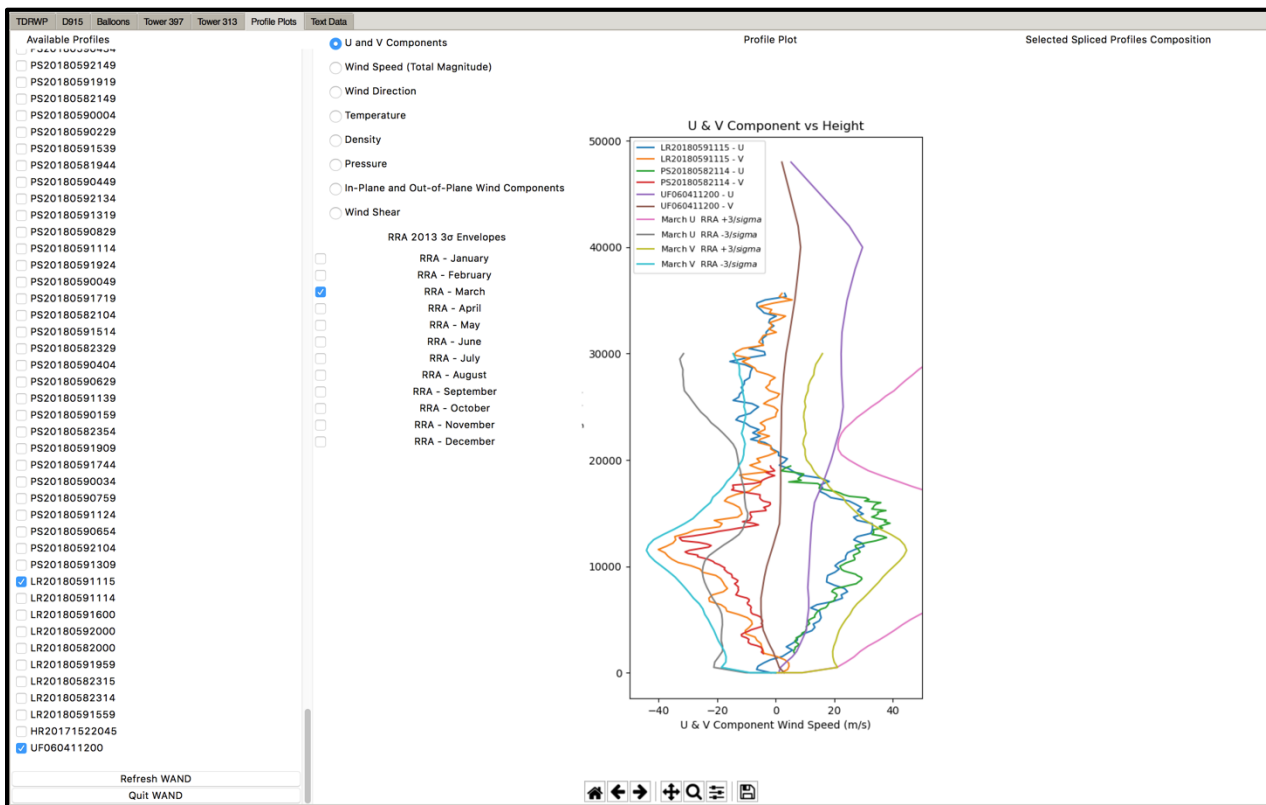 TDRWP D915 Balloons Tower 397 Tower 313 Profile Plots Text Data
Available Profiles
PS20180590434
PS20180592149
PS20180591919
PS20180582149
PS20180590004
PS20180590229
PS20180591539
PS20180581944
PS20180590449
PS20180592134
PS20180591319
PS20180590829
PS20180591114
PS20180591924
PS20180590049
PS20180591719
PS20180582104
PS20180591514
PS20180582329
PS20180590404
PS20180590629
PS20180591139
PS20180590159
PS20180582354
PS20180591909
PS20180591744
PS20180590034
PS20180590759
PS20180591124
PS20180590654
PS20180592104
PS20180591309
LR20180591115
LR20180591114
LR20180591600
LR20180592000
LR20180582000
LR20180591959
LR20180582315
LR20180582314
LR20180591559
HR20171522045
UF060411200
Refresh WAND
Quit WAND
U and V Components
Wind Speed (Total Magnitude)
Wind Direction
Temperature
Density
Pressure
In-Plane and Out-of-Plane Wind Components
Wind Shear
RRA 2013 3σ Envelopes
RRA - January
RRA - February
RRA - March
RRA - April
RRA - May
RRA - June
RRA - July
RRA - August
RRA - September
RRA - October
RRA - November
RRA - December
Profile Plot
U & V Component vs Height
50000
40000
30000
20000
10000
0
LR20180591115 - U
LR20180591115 - V
PS20180582114 - U
PS20180582114 - V
UF060411200 - U
UF060411200 - V
March U RRA +3/sigma
March U RRA -3/sigma
March V RRA +3/sigma
March V RRA -3/sigma
−40 −20 0 20 40
U & V Component Wind Speed (m/s)
Selected Spliced Profiles Composition